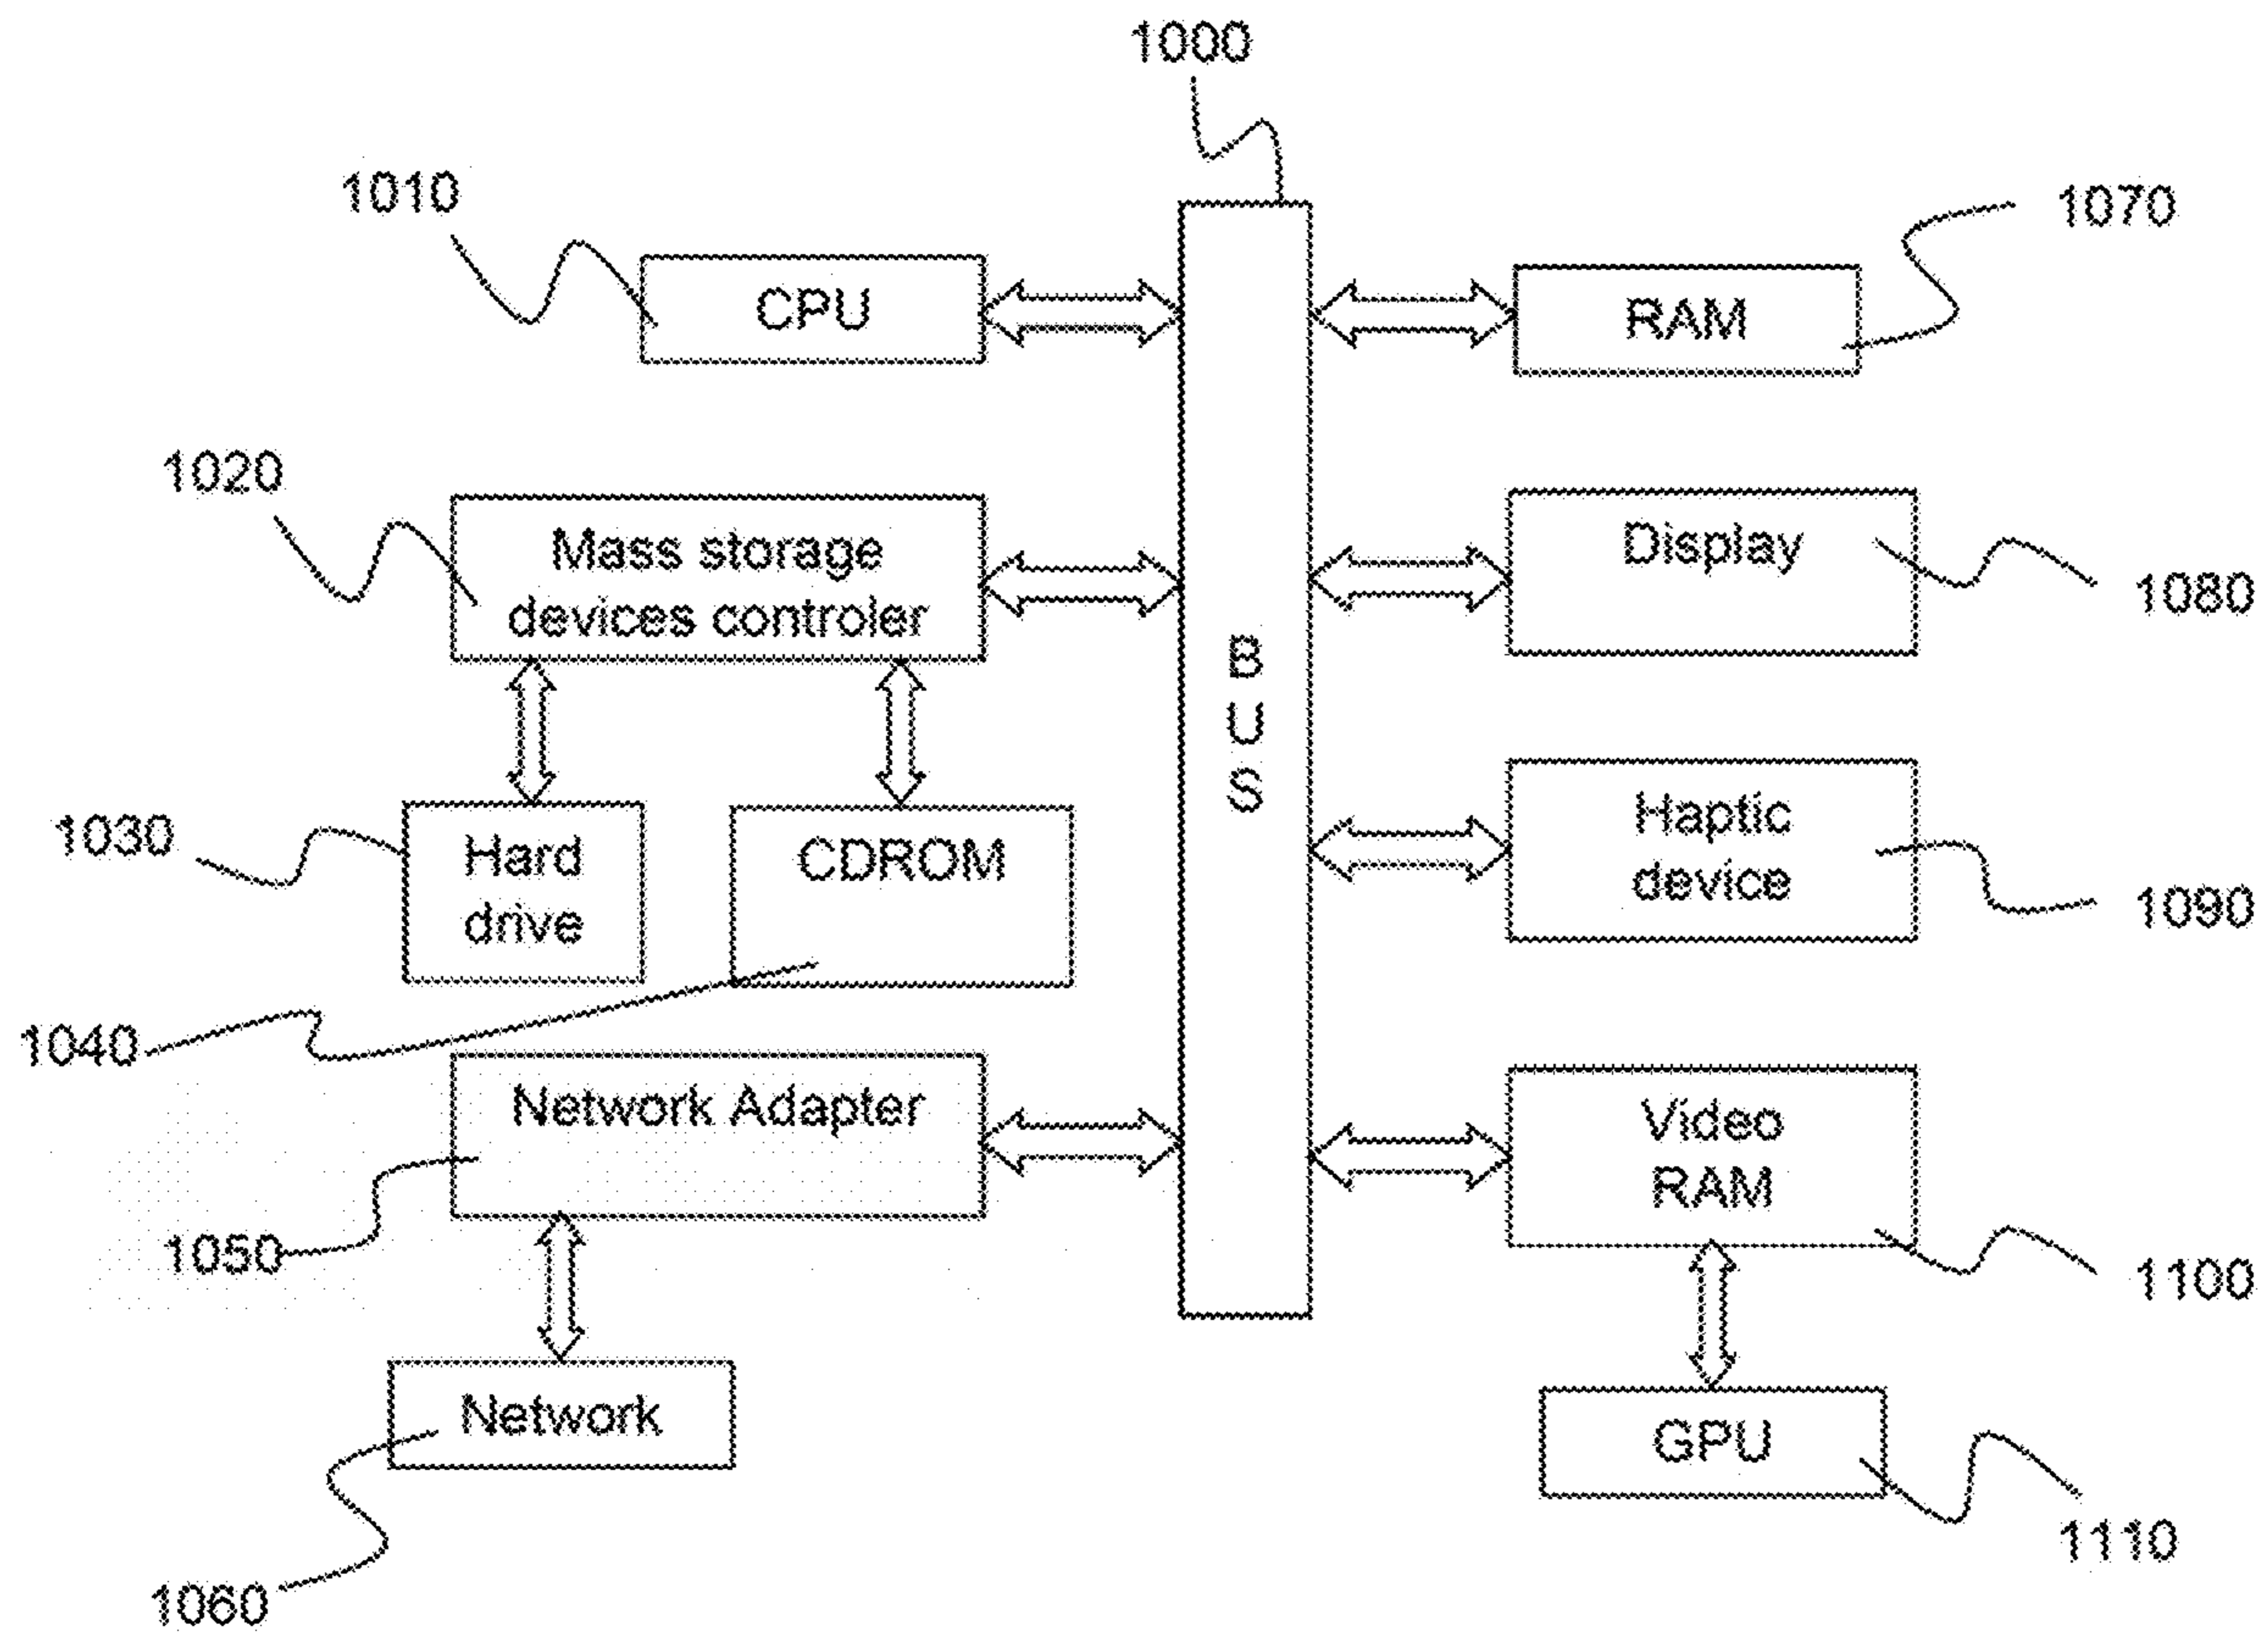 1000
1010
CPU
RAM
1070
1020
Mass storage
devices controler
Display
1080
B
U
S
1030
Hard
drive
CDROM
Haptic
device
1090
1040
Network Adapter
1050
Video
RAM
1100
Network
1060
GPU
1110